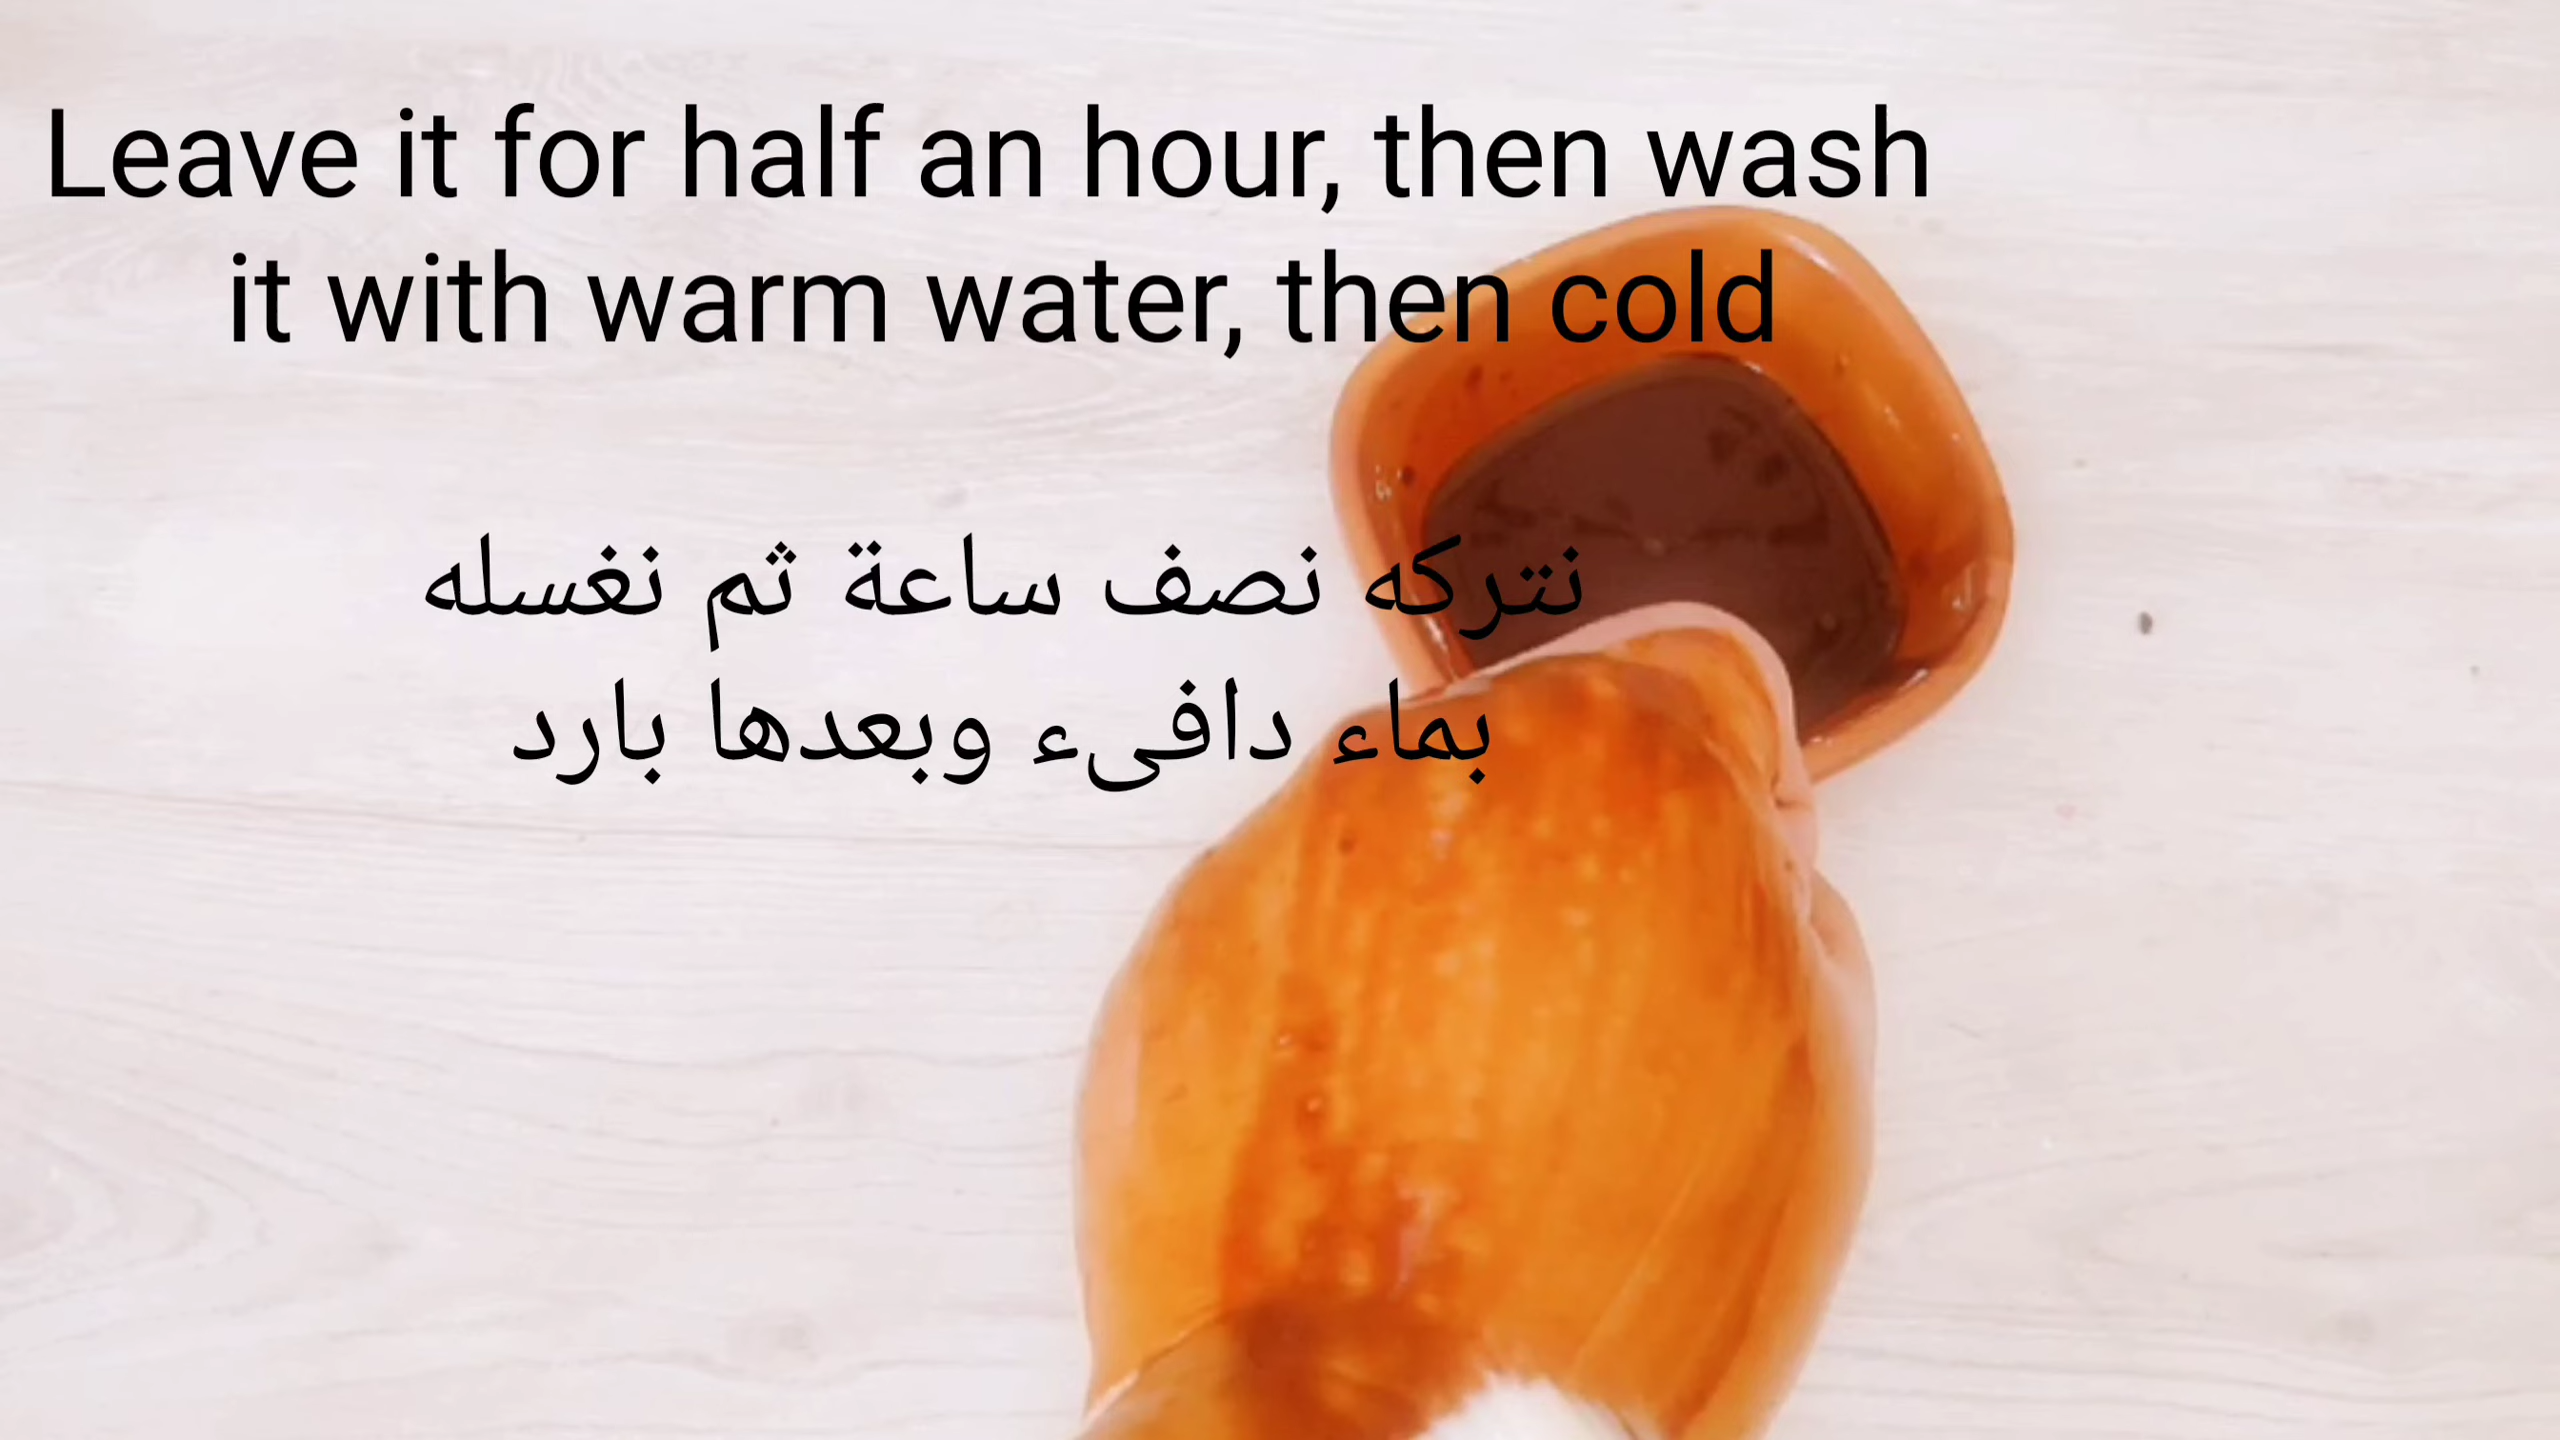 Leave it for half an hour, then wash
it with warm water, then cold
نتركه نصف ساعة ثم نغسله
بماء دافىء وبعدها بارد